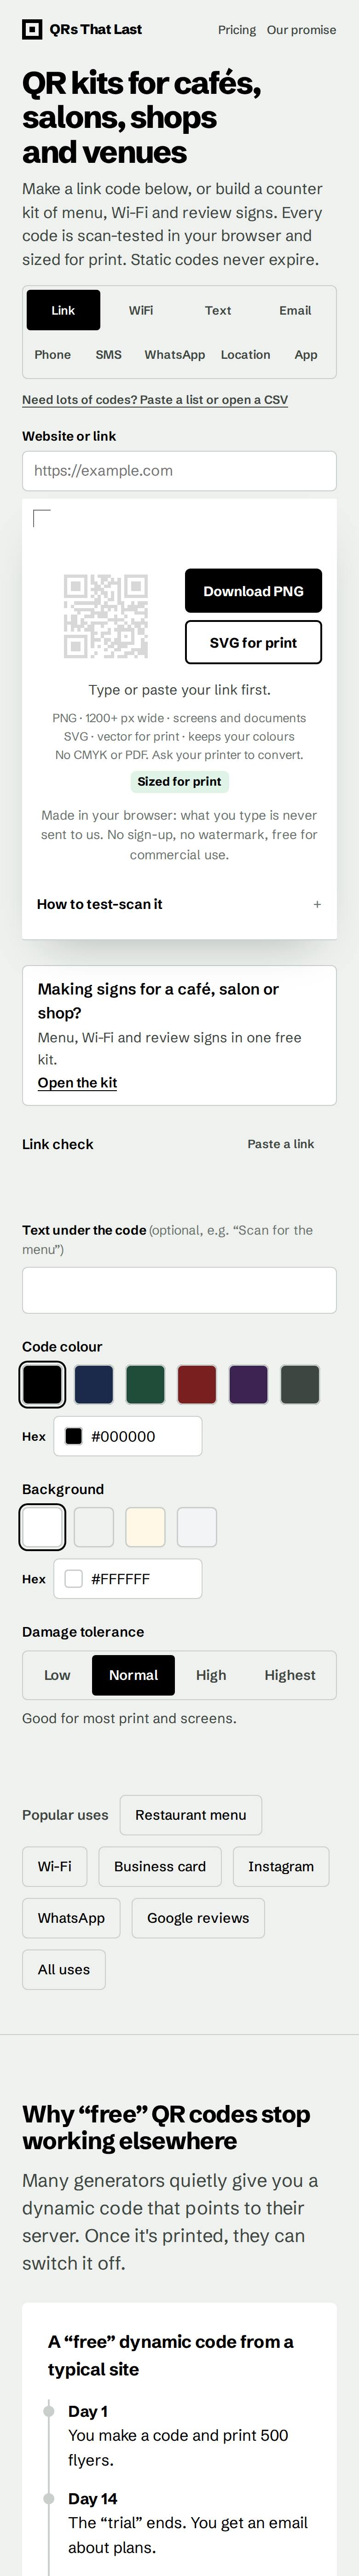 QRs That Last
Pricing Our promise
QR kits for cafés,
salons, shops
and venues
Make a link code below, or build a counter
kit of menu, Wi-Fi and review signs. Every
code is scan-tested in your browser and
sized for print. Static codes never expire.
Link WiFi Text Email
Phone SMS WhatsApp Location App
Need lots of codes? Paste a list or open a CSV
Website or link
https://example.com
Download PNG
SVG for print
Type or paste your link first.
PNG · 1200+ px wide · screens and documents
SVG · vector for print · keeps your colours
No CMYK or PDF. Ask your printer to convert.
Sized for print
Made in your browser: what you type is never
sent to us. No sign-up, no watermark, free for
commercial use.
How to test-scan it +
Making signs for a café, salon or
shop?
Menu, Wi-Fi and review signs in one free
kit.
Open the kit
Link check Paste a link
Text under the code (optional, e.g. “Scan for the
menu”)
Code colour
Hex #000000
Background
Hex #FFFFFF
Damage tolerance
Low Normal High Highest
Good for most print and screens.
Popular uses Restaurant menu
Wi-Fi Business card Instagram
WhatsApp Google reviews
All uses
Why “free” QR codes stop
working elsewhere
Many generators quietly give you a
dynamic code that points to their
server. Once it's printed, they can
switch it off.
A “free” dynamic code from a
typical site
Day 1
You make a code and print 500
flyers.
Day 14
The “trial” ends. You get an email
about plans.